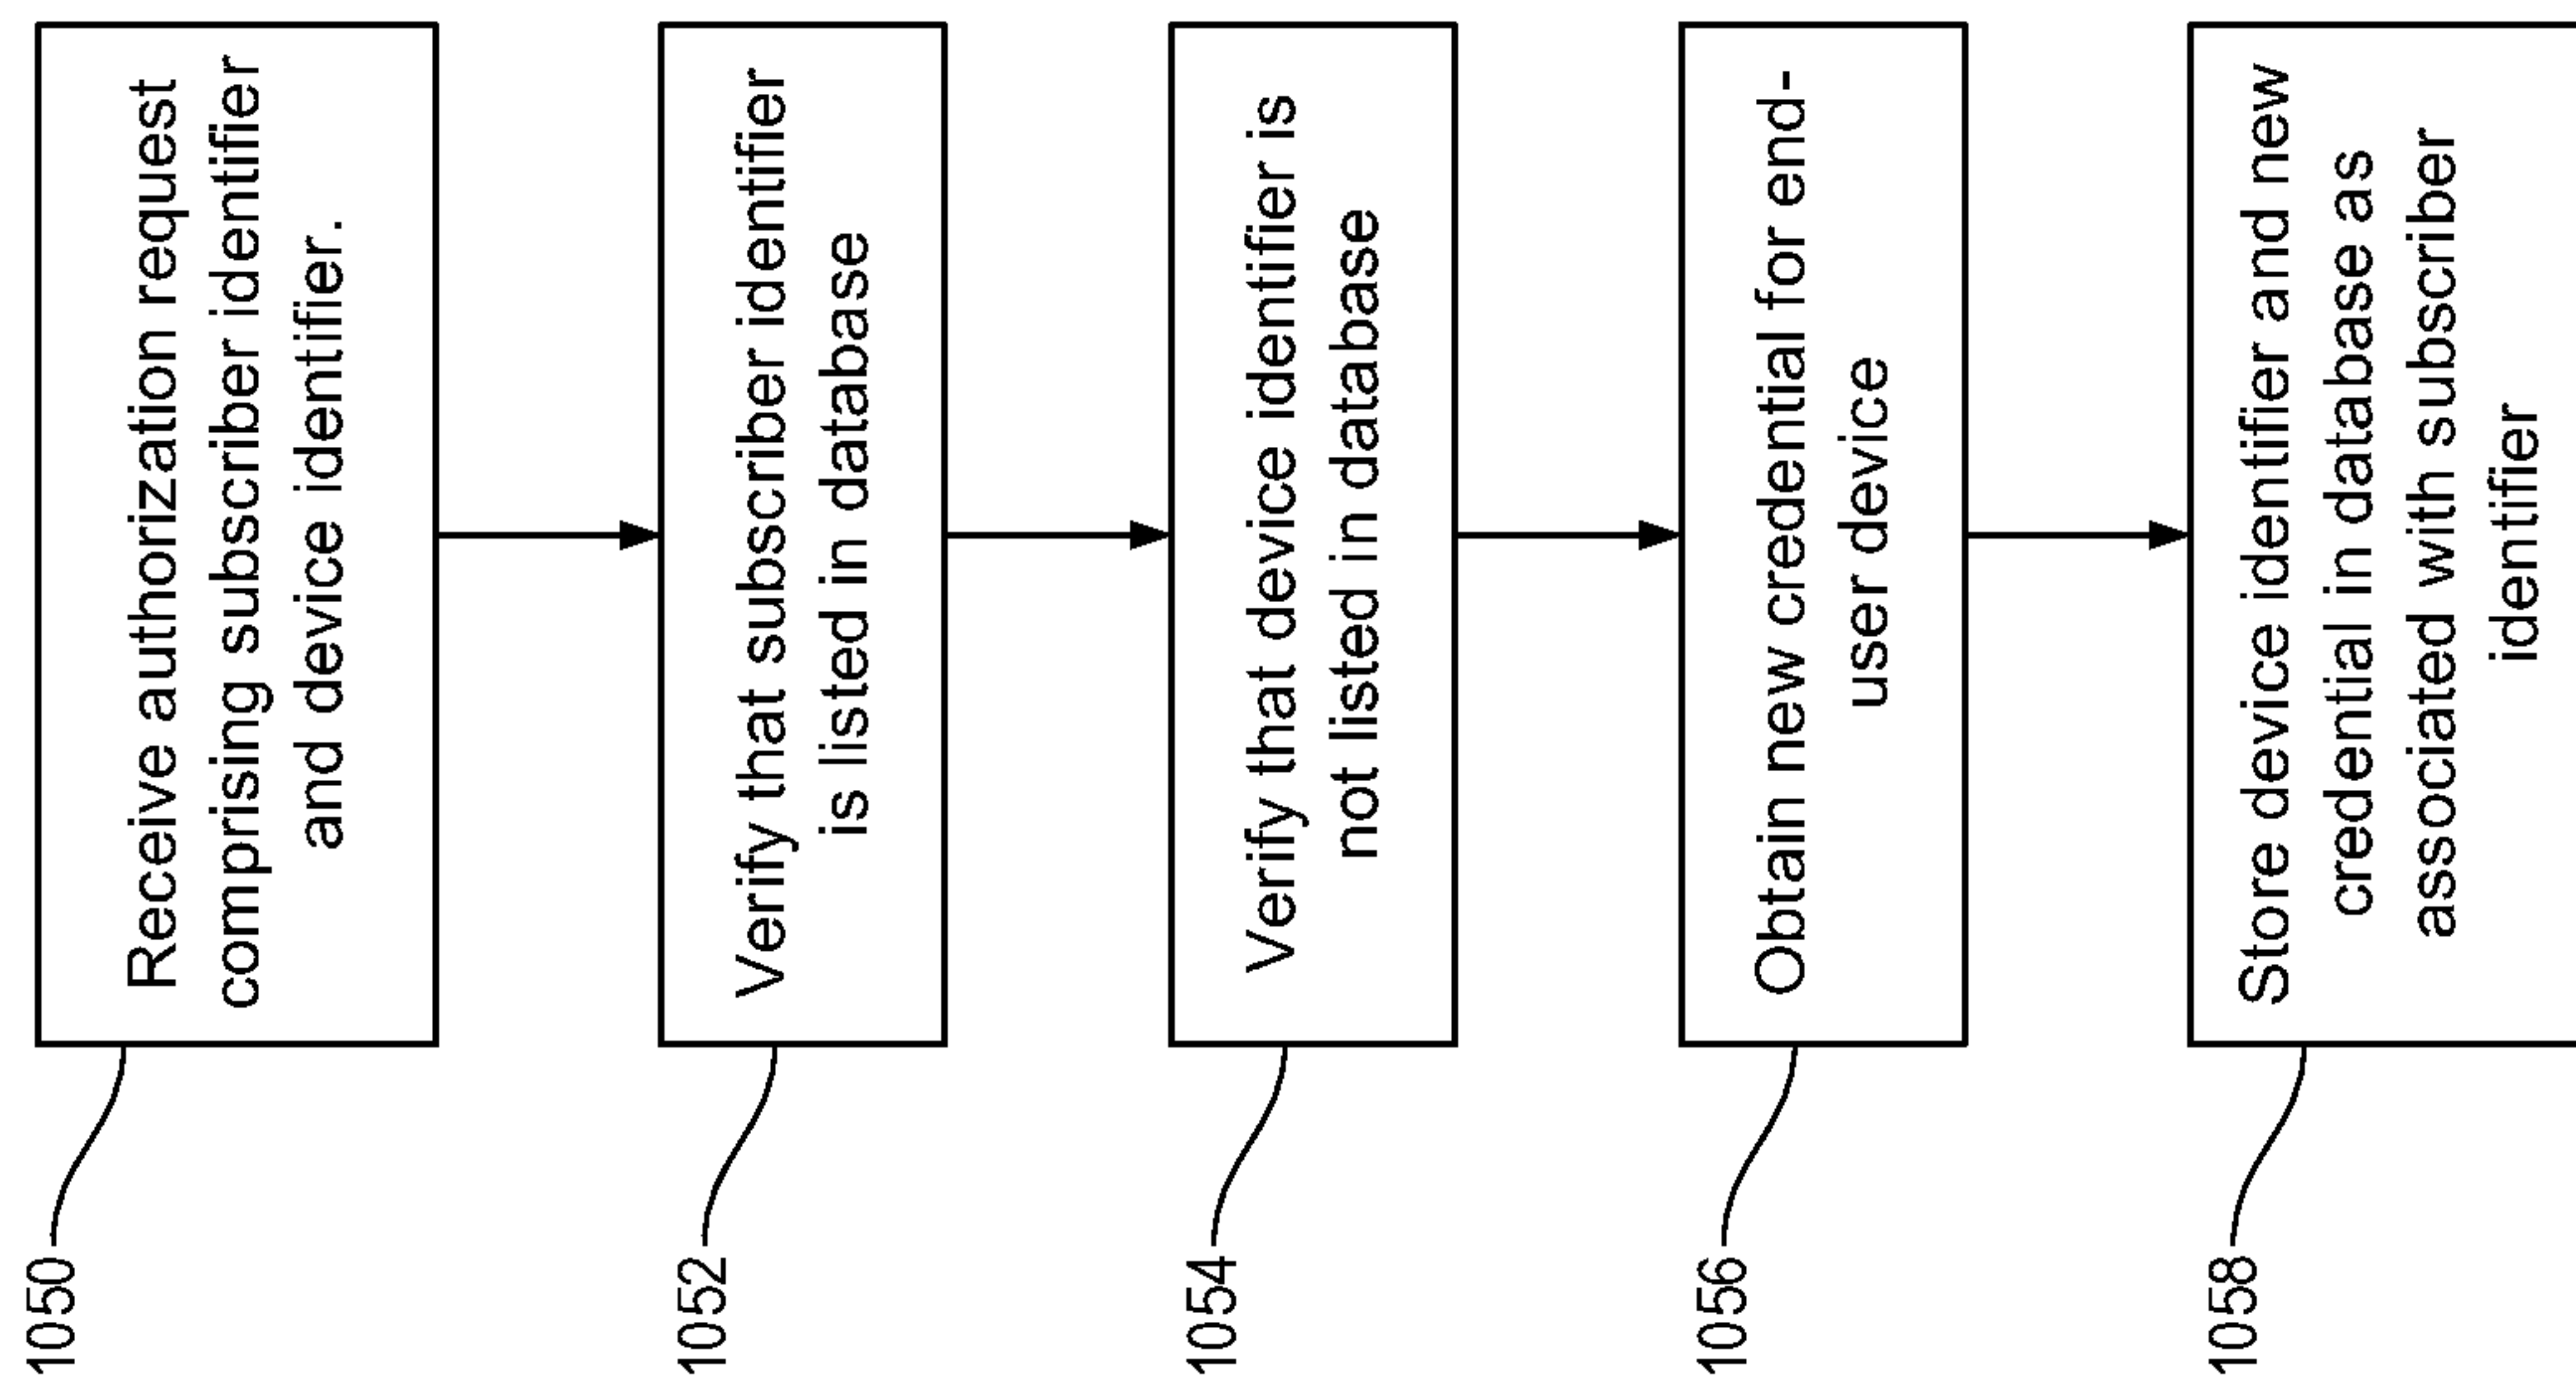 1050
Receive authorization request
comprising subscriber identifier
and device identifier.
1052
Verify that subscriber identifier
is listed in database
1054
Verify that device identifier is
not listed in database
1056
Obtain new credential for end-
user device
1058
Store device identifier and new
credential in database as
associated with subscriber
identifier